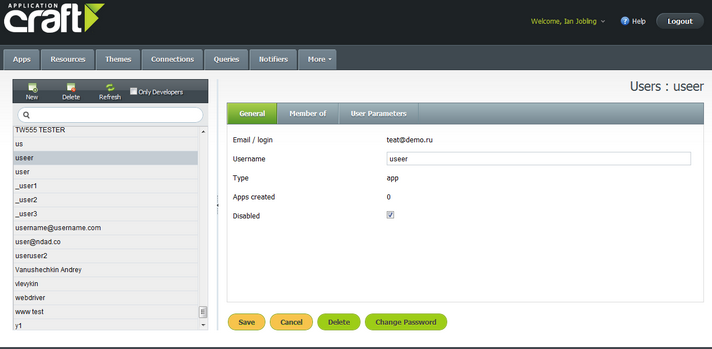 APPLICATION
craft
Welcome, Ian Jobling
Help
Logout
Apps
Resources
Themes
Connections
Queries
Notifiers
More
New
Delete
Refresh
Only Developers
Users : useer
TW555 TESTER
us
useer
user
_user1
_user2
_user3
username@username.com
user@ndad.co
useruser2
Vanushechkin Andrey
vlevykin
webdriver
www test
y1
General
Member of
User Parameters
Email / login
teat@demo.ru
Username
useer
Type
app
Apps created
0
Disabled
Save
Cancel
Delete
Change Password